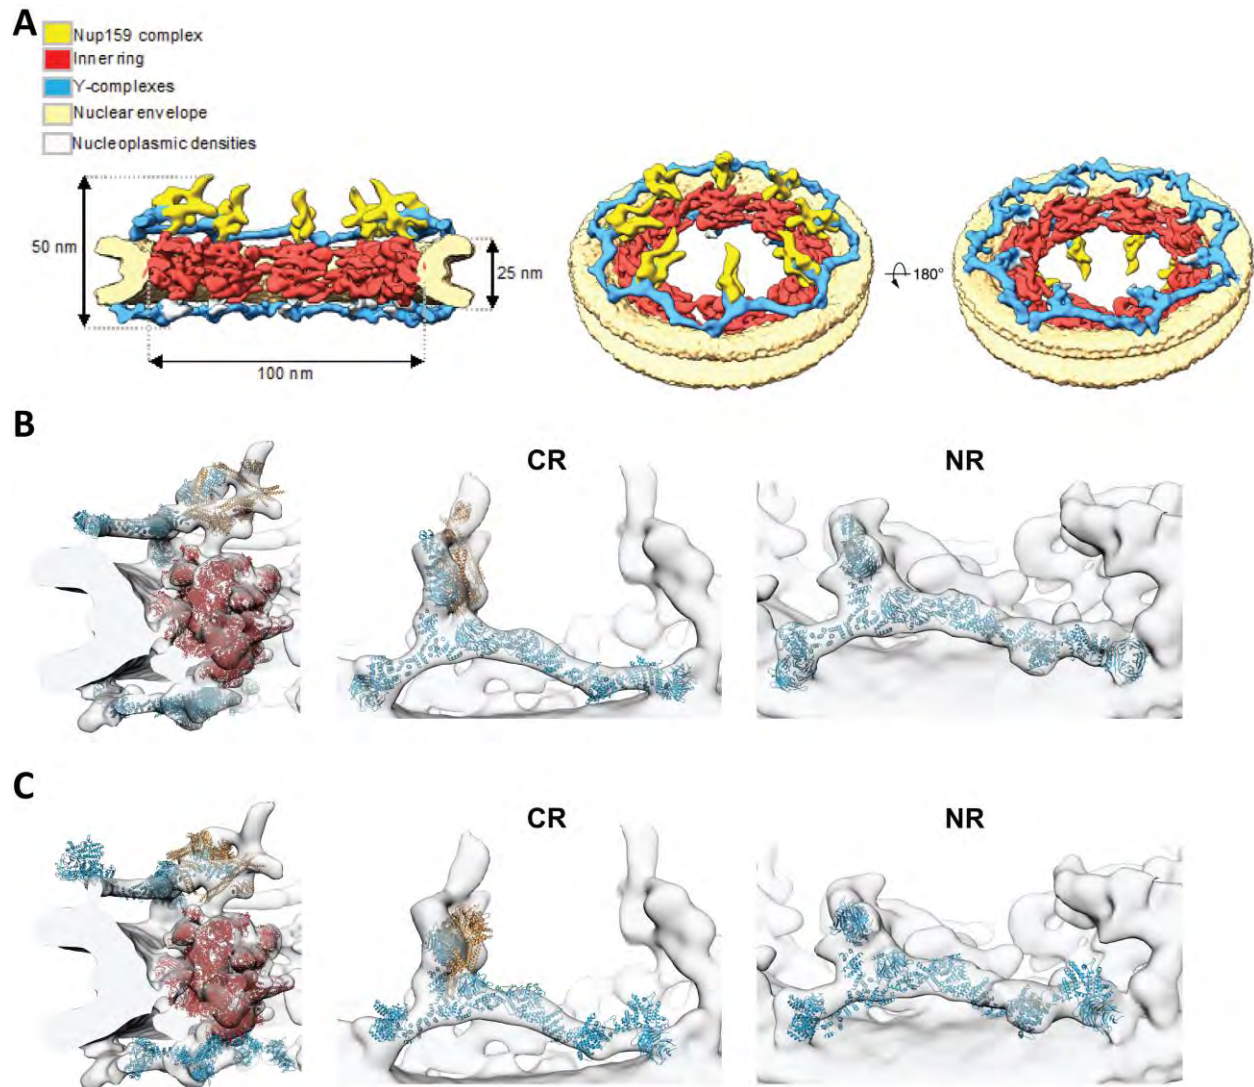 A
Nup159 complex
Inner ring
Y-complexes
Nuclear envelope
Nucleoplasmic densities
50 nm
25 nm
100 nm
180°
B
CR
NR
C
CR
NR